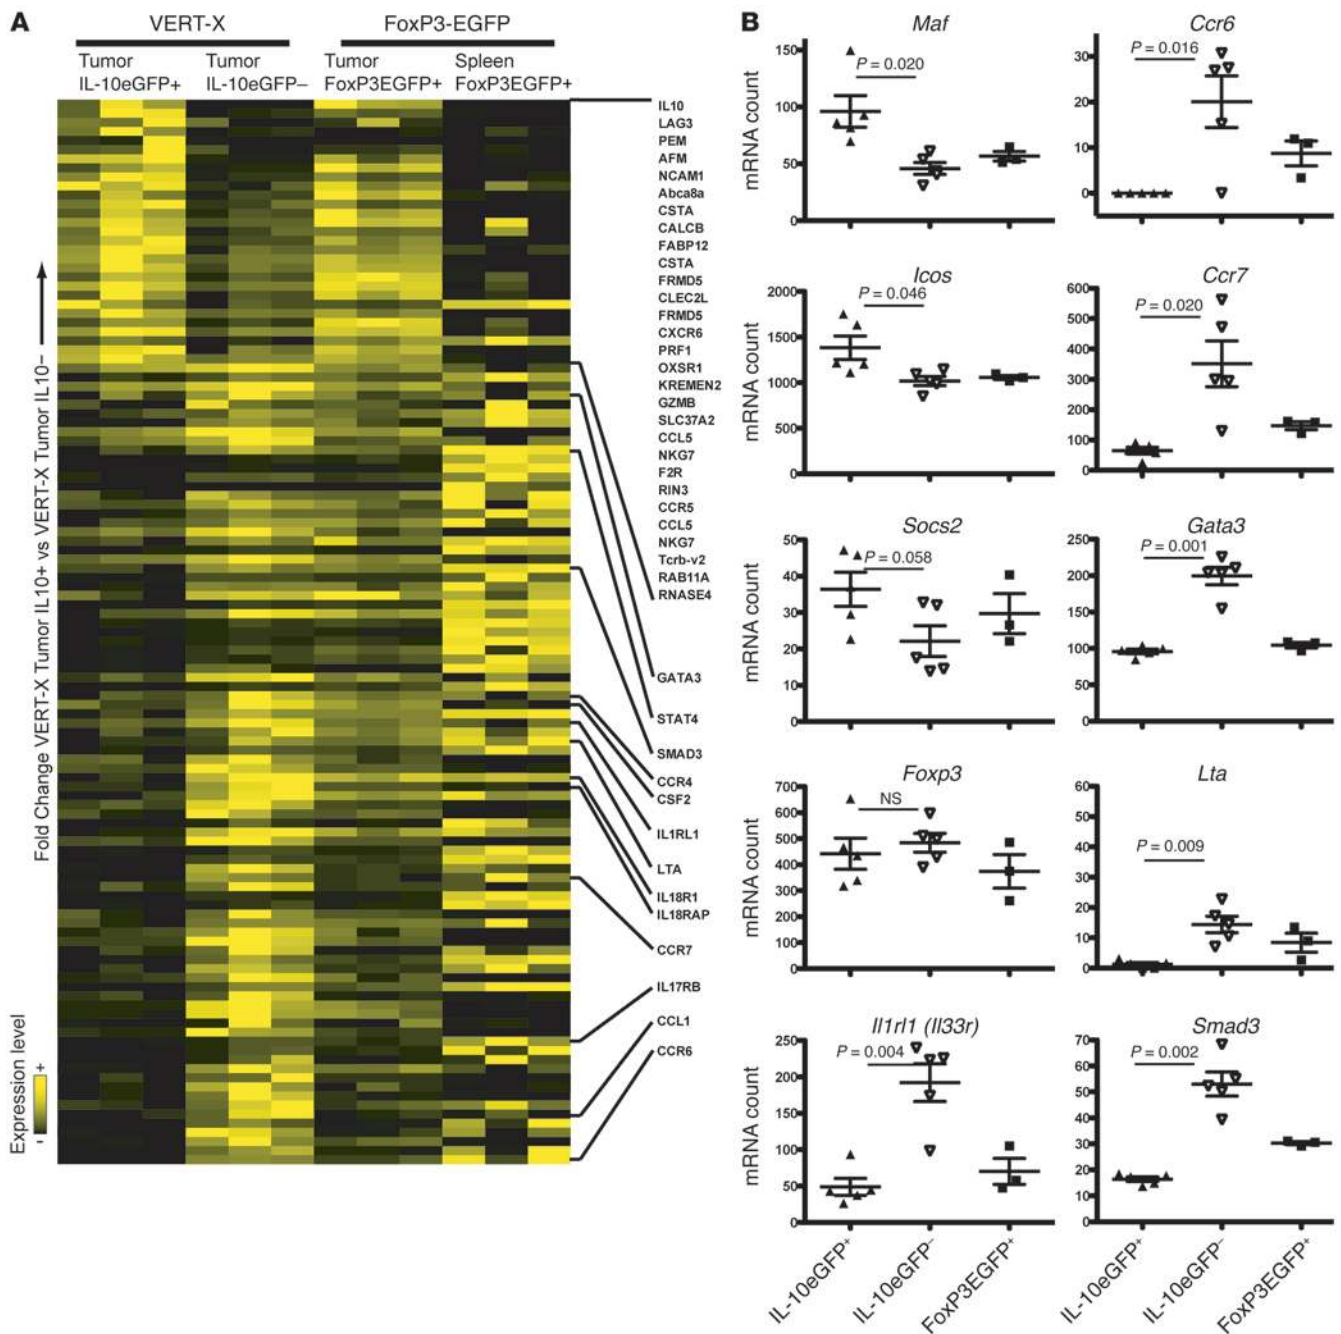 A
VERT-X
FoxP3-EGFP
Tumor
IL-10eGFP+
Tumor
IL-10eGFP–
Tumor
FoxP3EGFP+
Spleen
FoxP3EGFP+
Fold Change VERT-X Tumor IL10+ vs VERT-X Tumor IL10–
Expression level
+
-
IL10
LAG3
PEM
AFM
NCAM1
Abca8a
CSTA
CALCB
FABP12
CSTA
FRMD5
CLEC2L
FRMD5
CXCR6
PRF1
OXSR1
KREMEN2
GZMB
SLC37A2
CCL5
NKG7
F2R
RIN3
CCR5
CCL5
NKG7
Tcrb-v2
RAB11A
RNASE4
GATA3
STAT4
SMAD3
CCR4
CSF2
IL1RL1
LTA
IL18R1
IL18RAP
CCR7
IL17RB
CCL1
CCR6
B
Maf
mRNA count
150
100
50
0
P = 0.020
Ccr6
30
20
10
0
P = 0.016
Icos
mRNA count
2000
1500
1000
500
0
P = 0.046
Ccr7
600
500
400
300
200
100
0
P = 0.020
Socs2
mRNA count
50
40
30
20
10
0
P = 0.058
Gata3
250
200
150
100
50
0
P = 0.001
Foxp3
mRNA count
700
600
500
400
300
200
100
0
NS
Lta
60
50
40
30
20
10
0
P = 0.009
Il1rl1 (Il33r)
mRNA count
250
200
150
100
50
0
P = 0.004
Smad3
70
60
50
40
30
20
10
0
P = 0.002
IL-10eGFP+
IL-10eGFP–
FoxP3EGFP+
IL-10eGFP+
IL-10eGFP–
FoxP3EGFP+